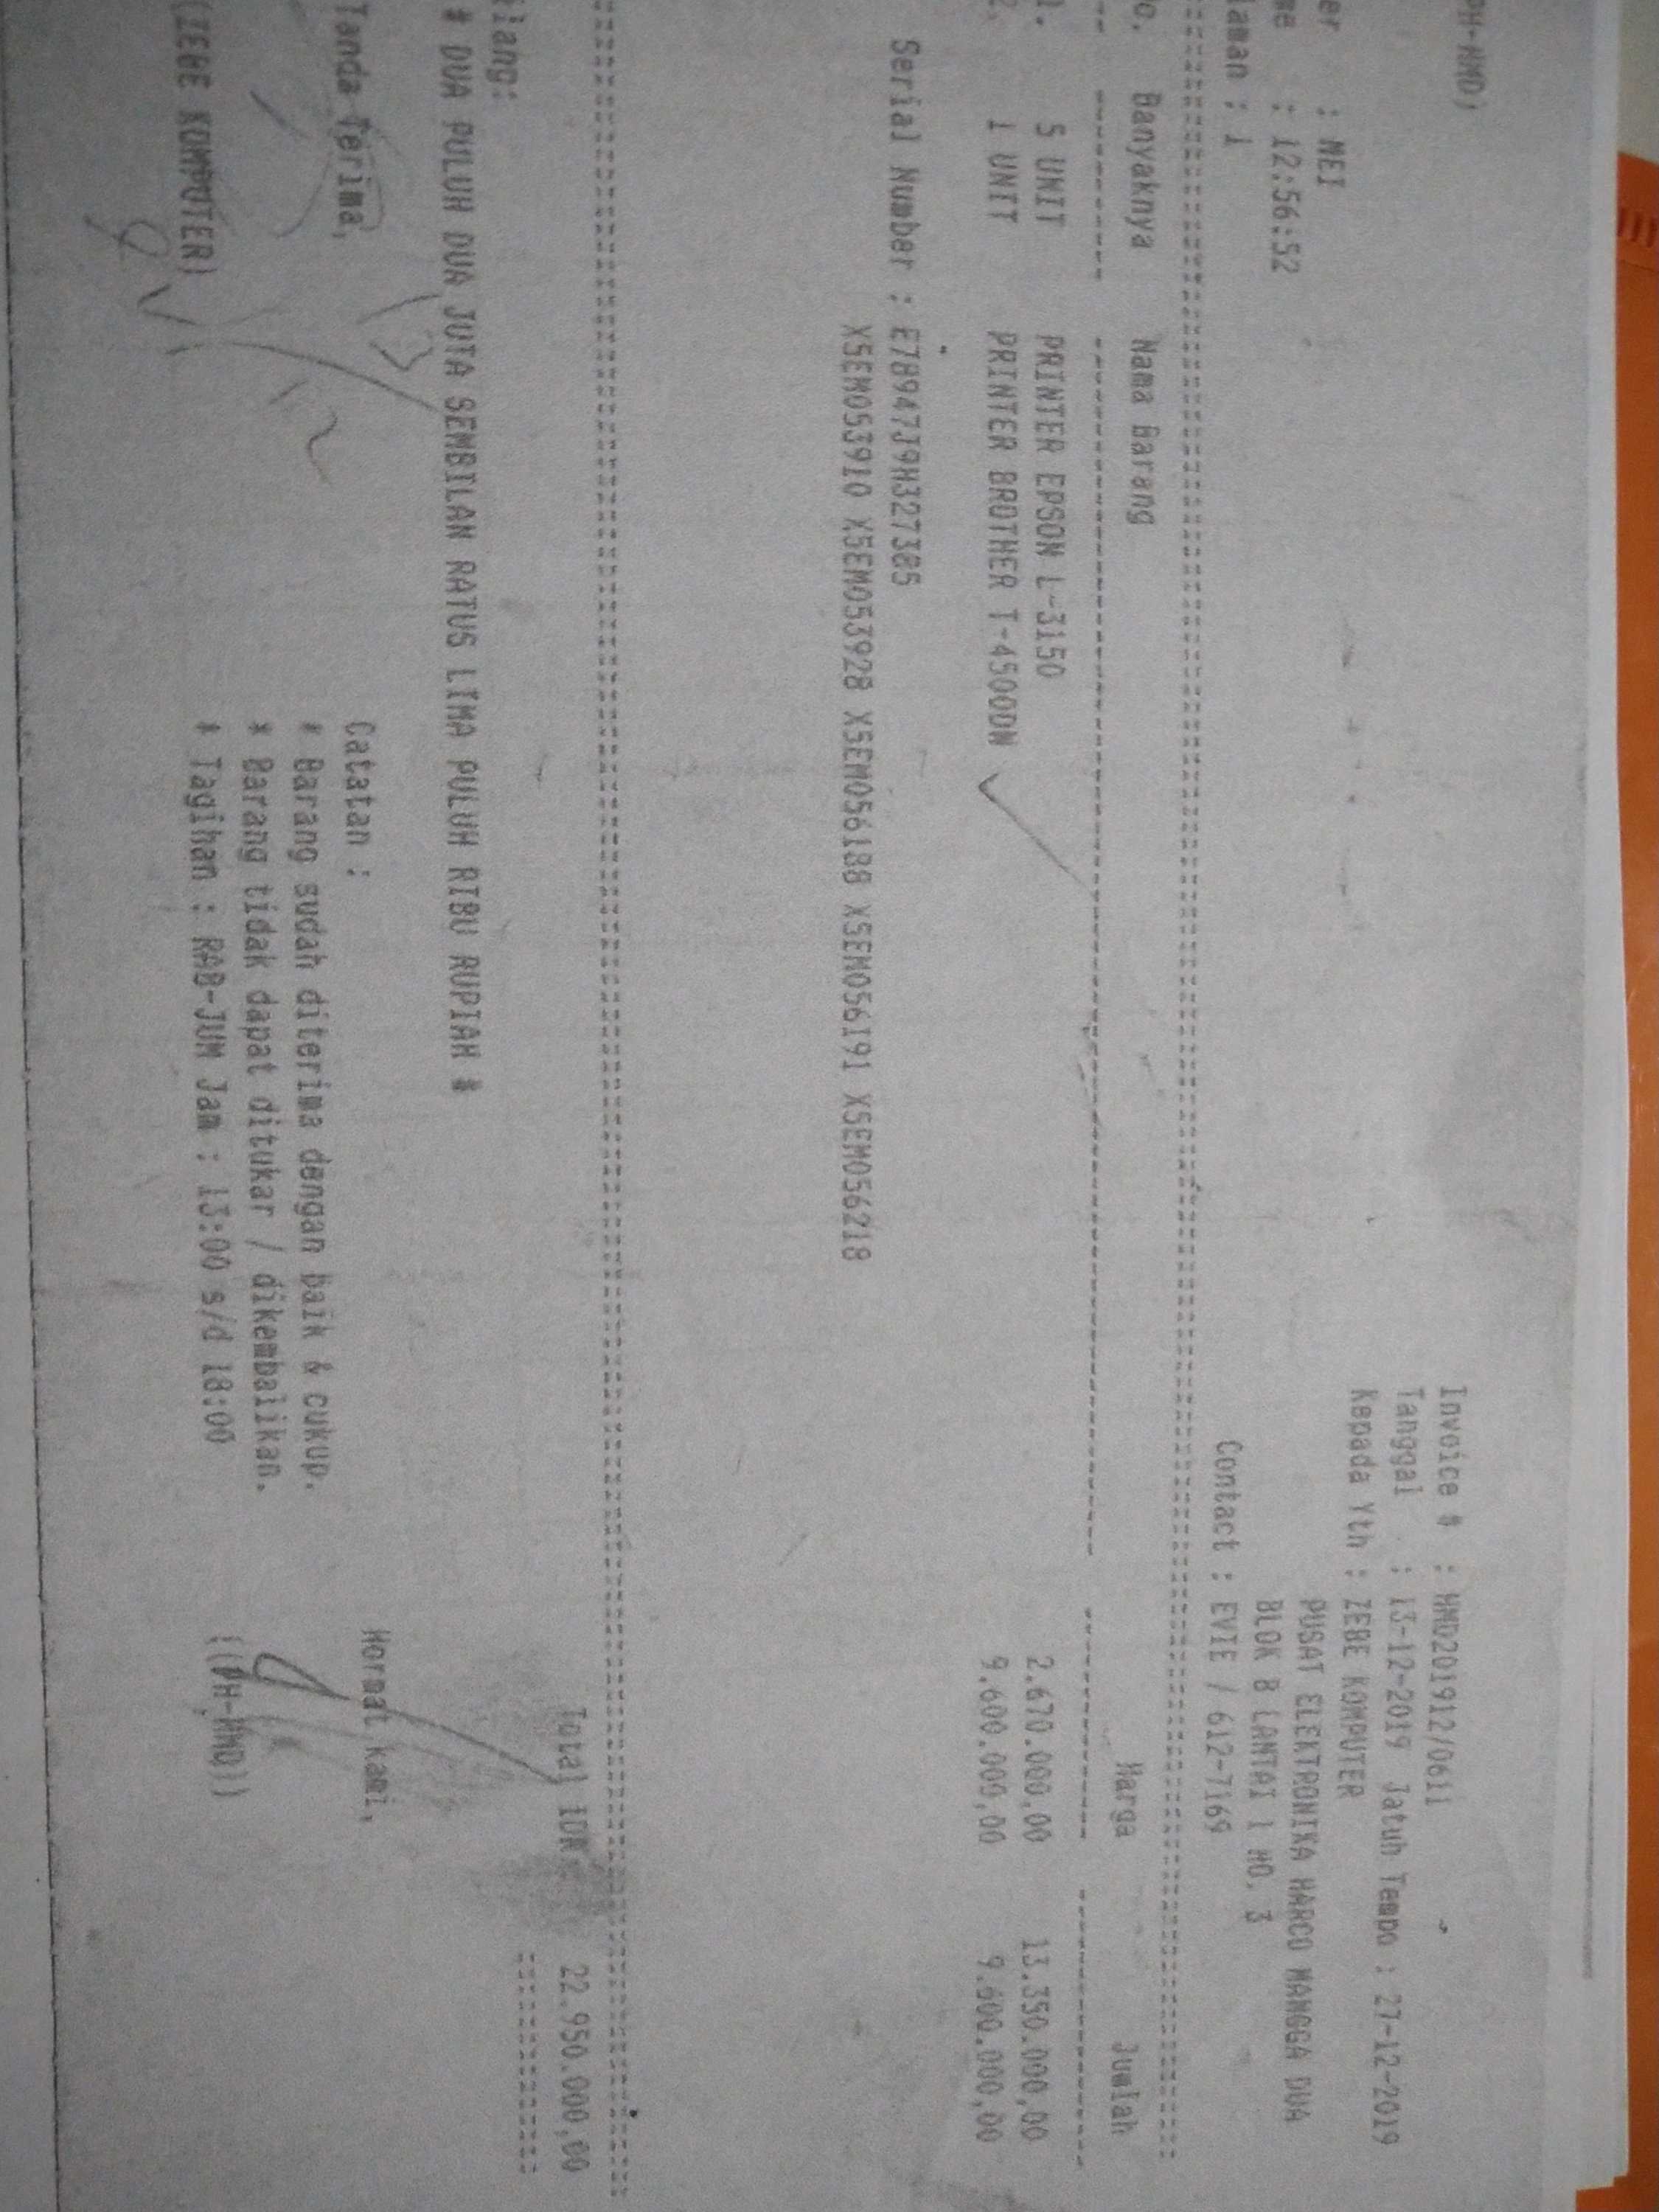 PH-HMD)
Invoice # : HMD201912/0611
Tanggal : 13-12-2019 Jatuh Tempo : 27-12-2019
er : MEI Kepada Yth : ZEBE KOMPUTER
me : 12:56:52 PUSAT ELEKTRONIKA HARCO MANGGA DUA
laman : 1 BLOK B LANTAI 1 NO. 3
Contact : EVIE / 612-7169
o. Banyaknya Nama Barang Harga Jumlah
1. 5 UNIT PRINTER EPSON L-3150 2.670.000,00 13.350.000,00
2. 1 UNIT PRINTER BROTHER T-4500DW 9.600.000,00 9.600.000,00
Serial Number : E78947J9H327385
X5EM053910 X5EM053928 X5EM056188 X5EM056191 X5EM056218
Total IDR : 22.950.000,00
ilang:
# DUA PULUH DUA JUTA SEMBILAN RATUS LIMA PULUH RIBU RUPIAH #
Tanda Terima, Catatan : Hormat kami,
* Barang sudah diterima dengan baik & cukup.
* Barang tidak dapat ditukar / dikembalikan.
(ZEBE KOMPUTER) * Tagihan : RAB-JUM Jam : 13:00 s/d 18:00 ((PH-HMD))